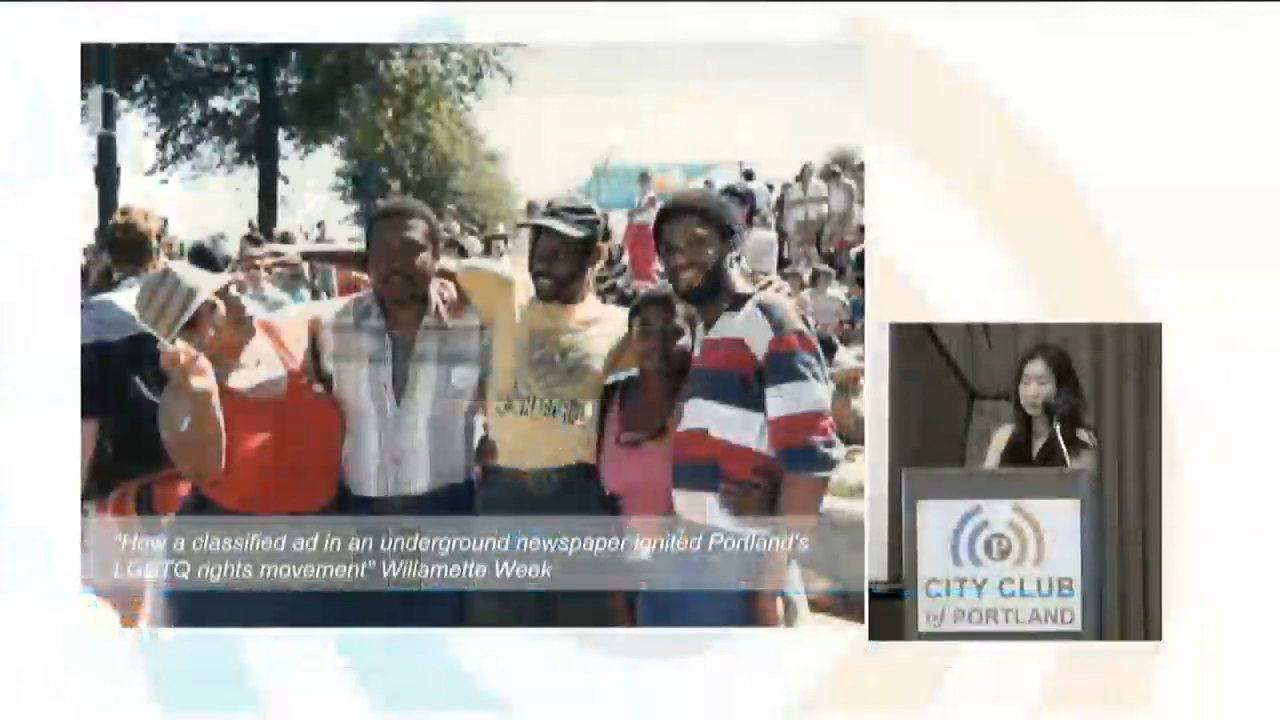 "How a classified ad in an underground newspaper ignited Portland's
LGBTQ rights movement" Willamette Week
P
CITY CLUB
of PORTLAND